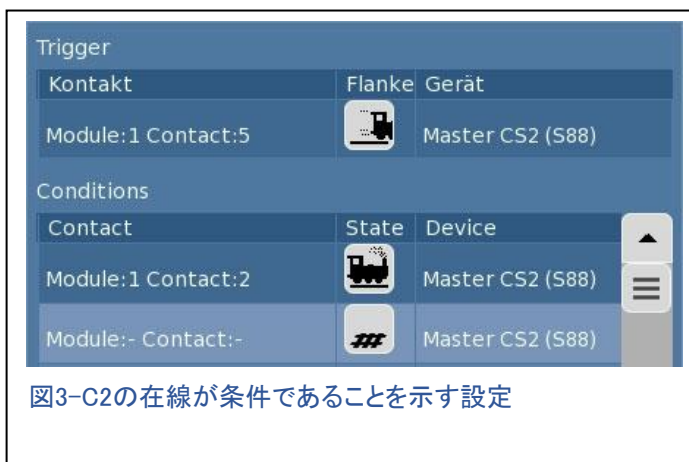 Trigger
Kontakt Flanke Gerät
Module:1 Contact:5 Master CS2 (S88)
Conditions
Contact State Device
Module:1 Contact:2 Master CS2 (S88)
Module:- Contact:- Master CS2 (S88)
図3-C2の在線が条件であることを示す設定